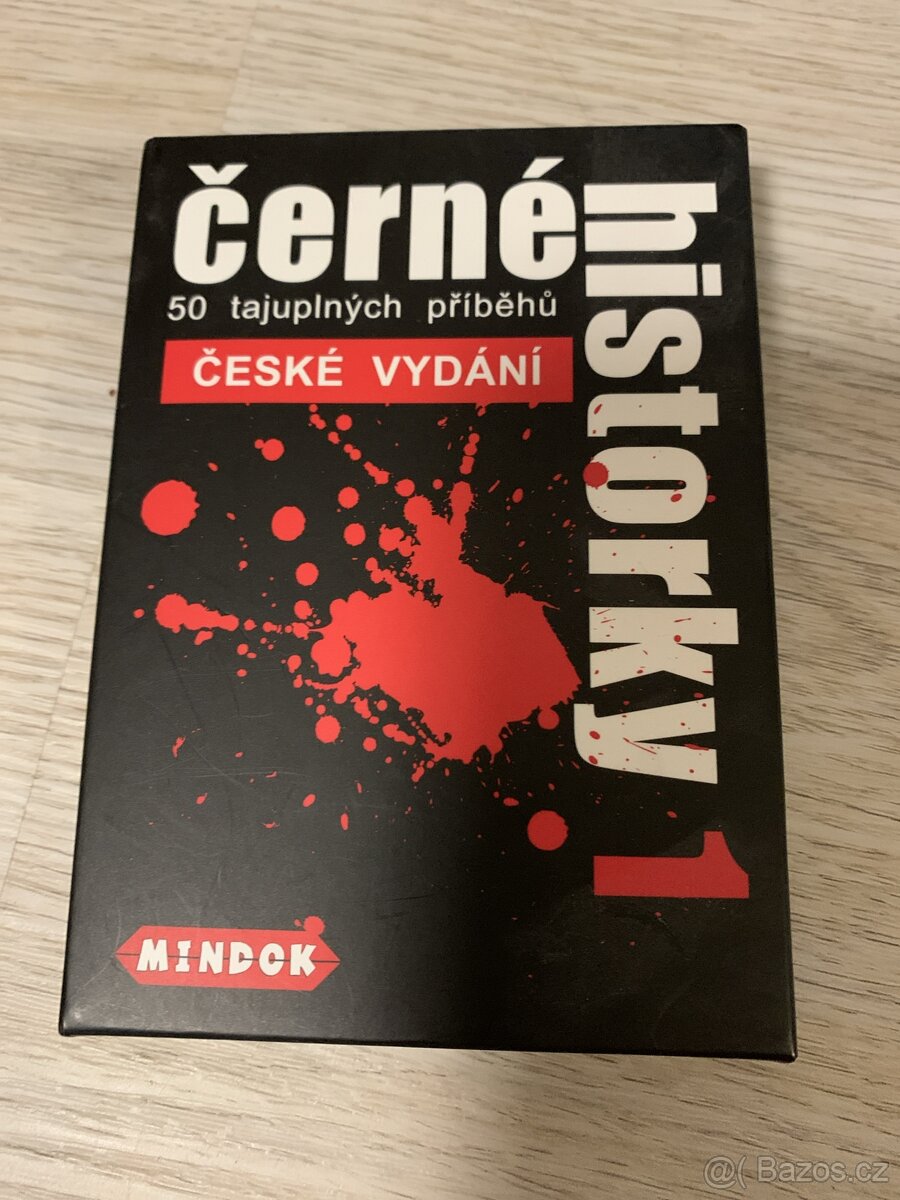 černé
historky 1
50 tajuplných příběhů
ČESKÉ VYDÁNÍ
MINDOK
@( Bazos.cz